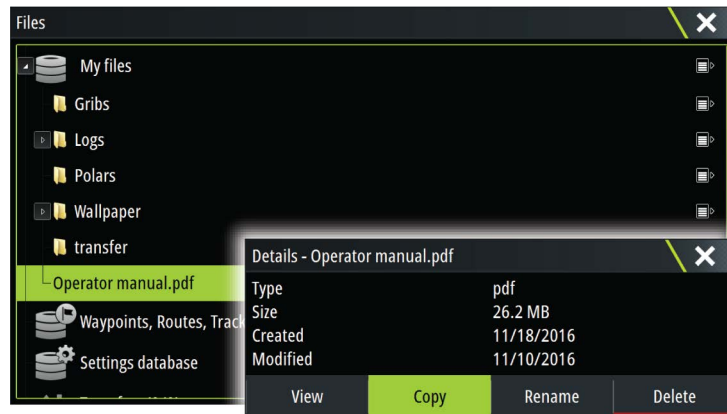 Files
My files
Gribs
Logs
Polars
Wallpaper
transfer
Operator manual.pdf
Waypoints, Routes, Track
Settings database
Details - Operator manual.pdf
Type pdf
Size 26.2 MB
Created 11/18/2016
Modified 11/10/2016
View Copy Rename Delete